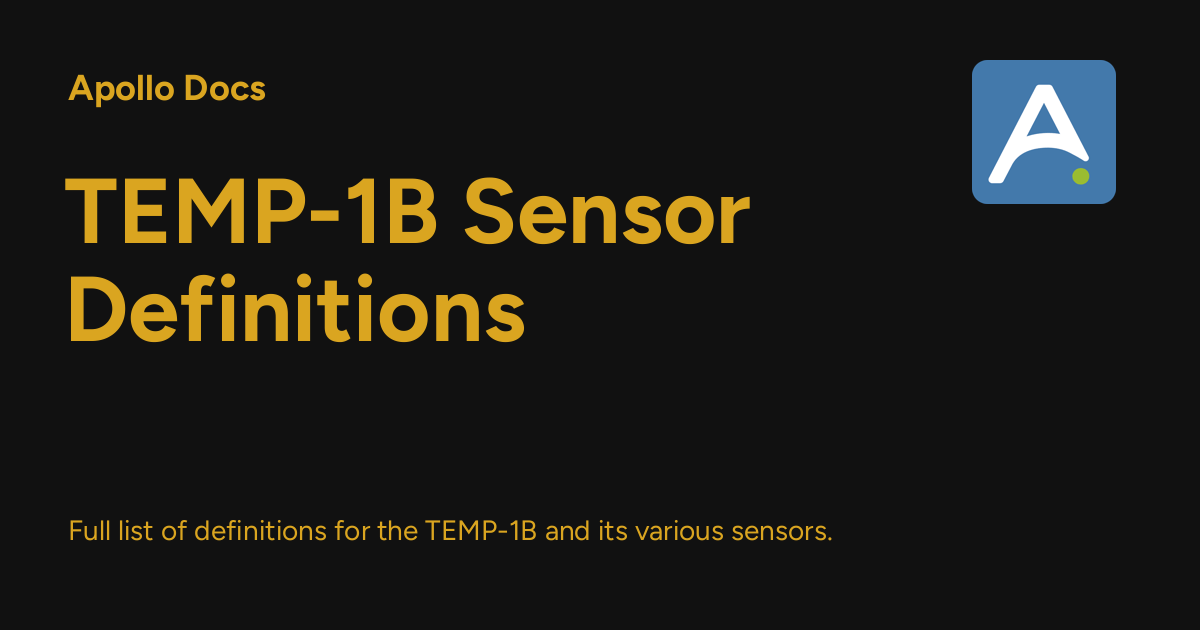 Apollo Docs
TEMP-1B Sensor
Definitions
Full list of definitions for the TEMP-1B and its various sensors.